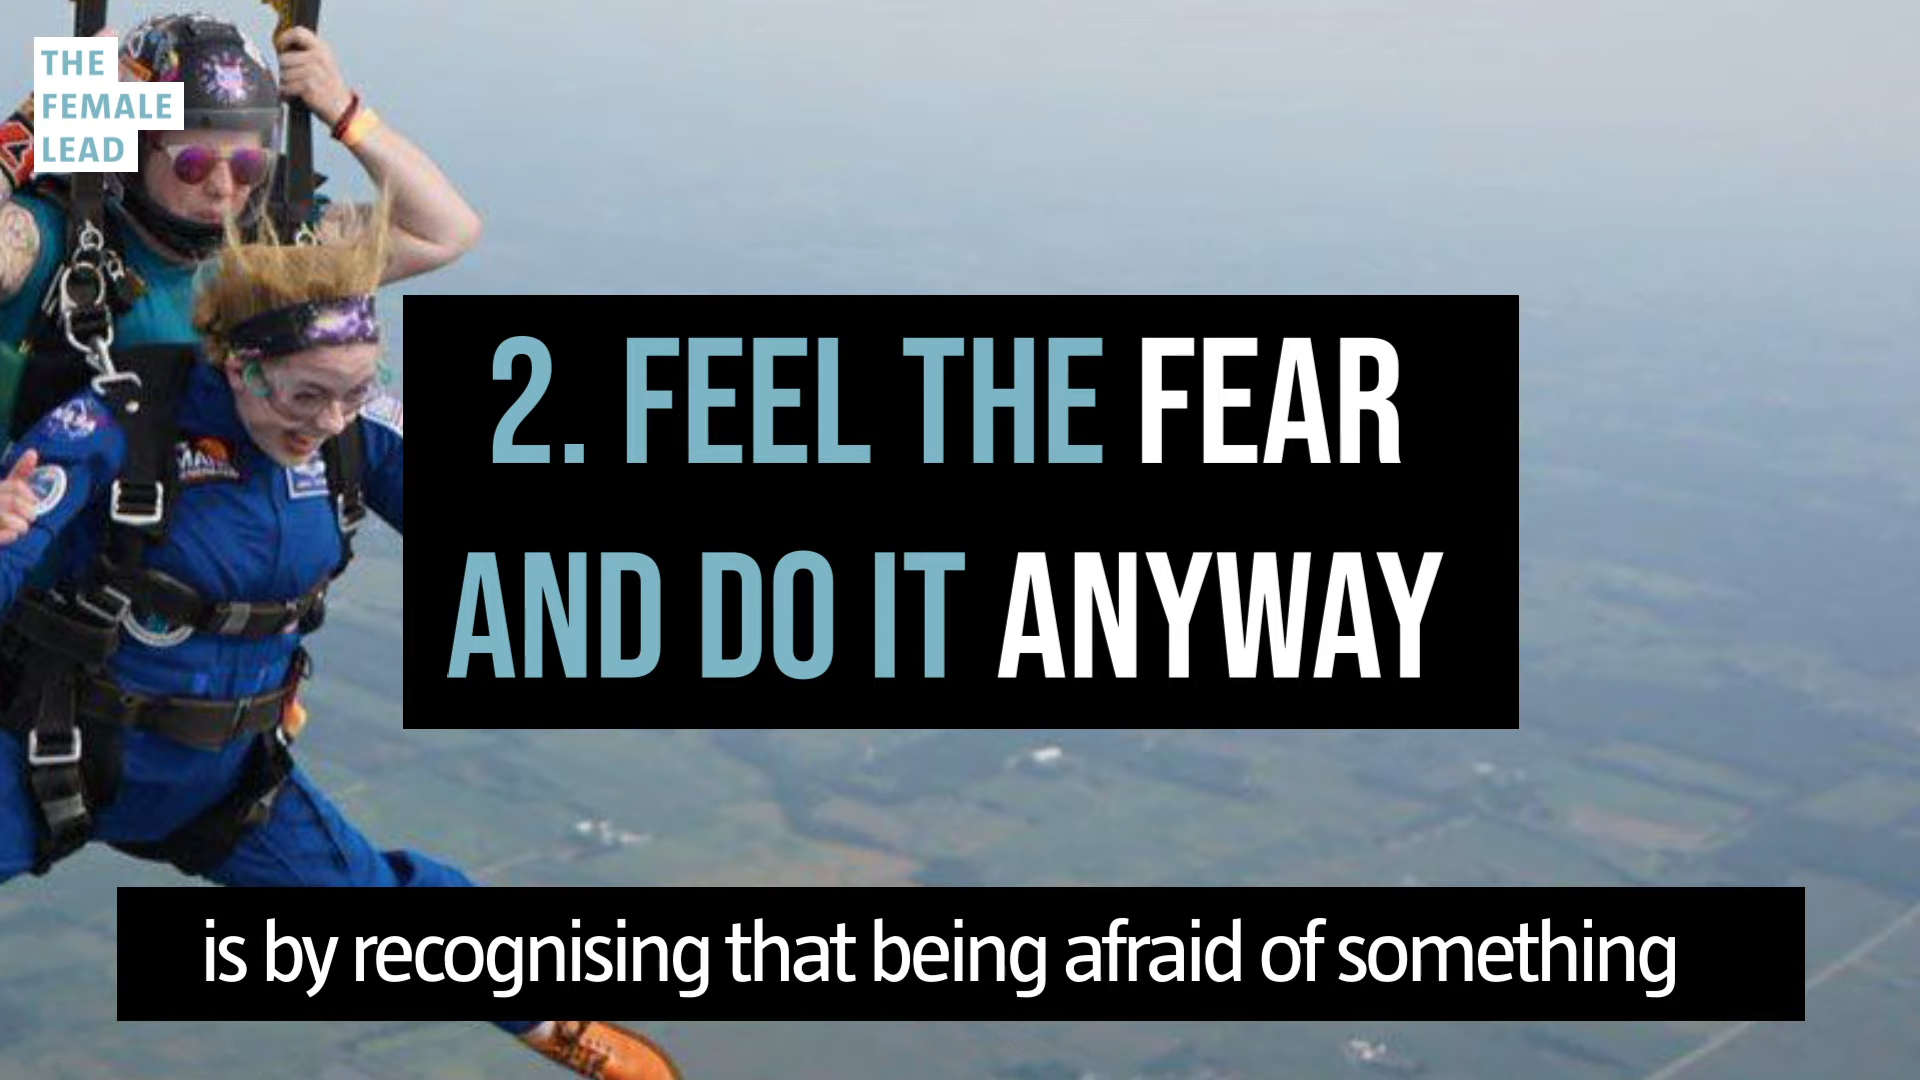 THE
FEMALE
LEAD
2. FEEL THE FEAR
AND DO IT ANYWAY
is by recognising that being afraid of something